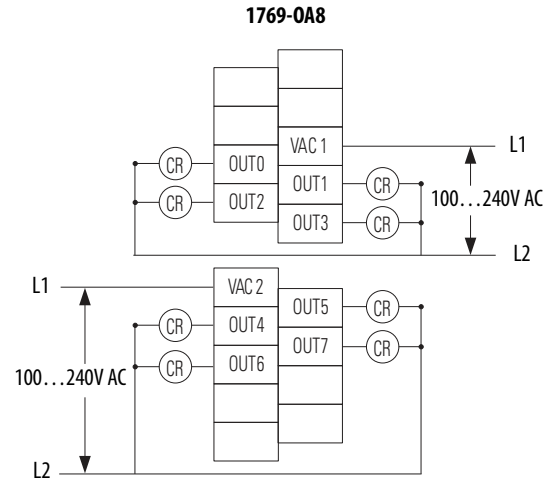 1769-OA8
VAC 1
L1
CR
OUT0
OUT1
CR
100...240V AC
CR
OUT2
OUT3
CR
L2
L1
VAC 2
OUT5
CR
CR
OUT4
OUT7
CR
100...240V AC
CR
OUT6
L2